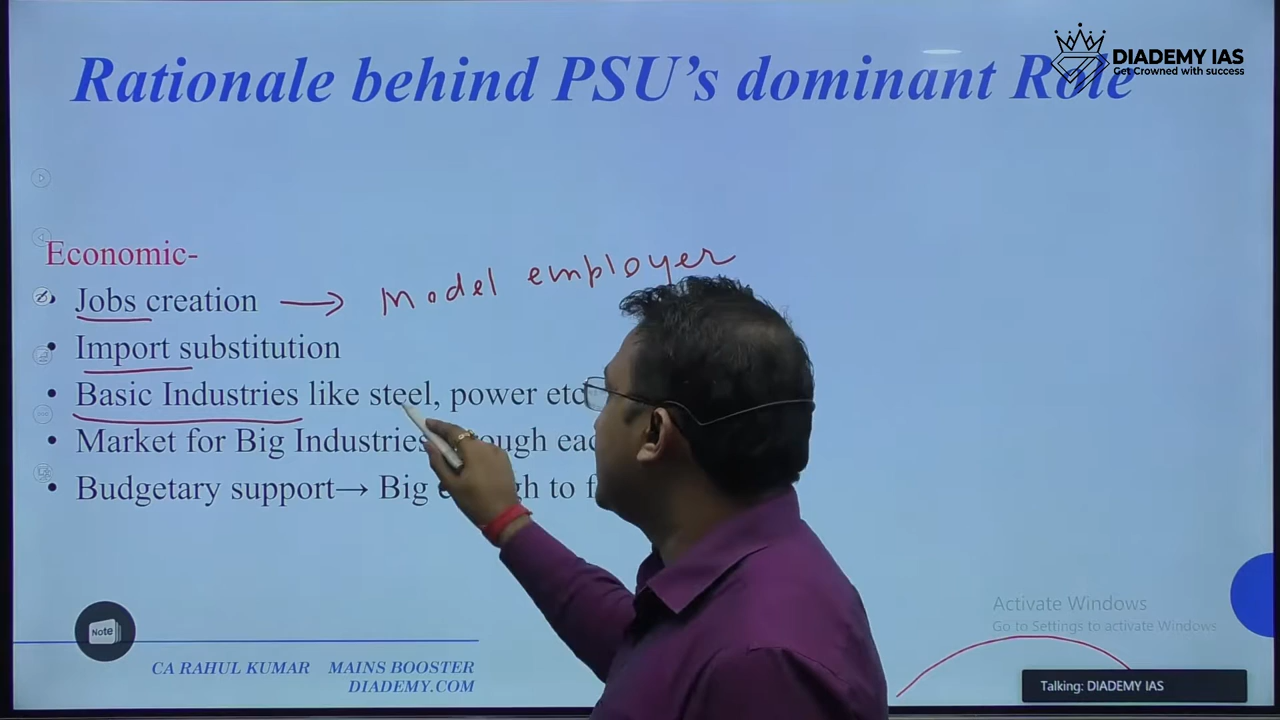 Rationale behind PSU's dominant Role
DIADEMY IAS
Get Crowned with success
Economic-
• Jobs creation → Model employer
• Import substitution
• Basic Industries like steel, power etc
• Market for Big Industries
• Budgetary support→ Big to
Note
CA RAHUL KUMAR MAINS BOOSTER
DIADEMY.COM
Activate Windows
Go to Settings to activate Windows
Talking: DIADEMY IAS